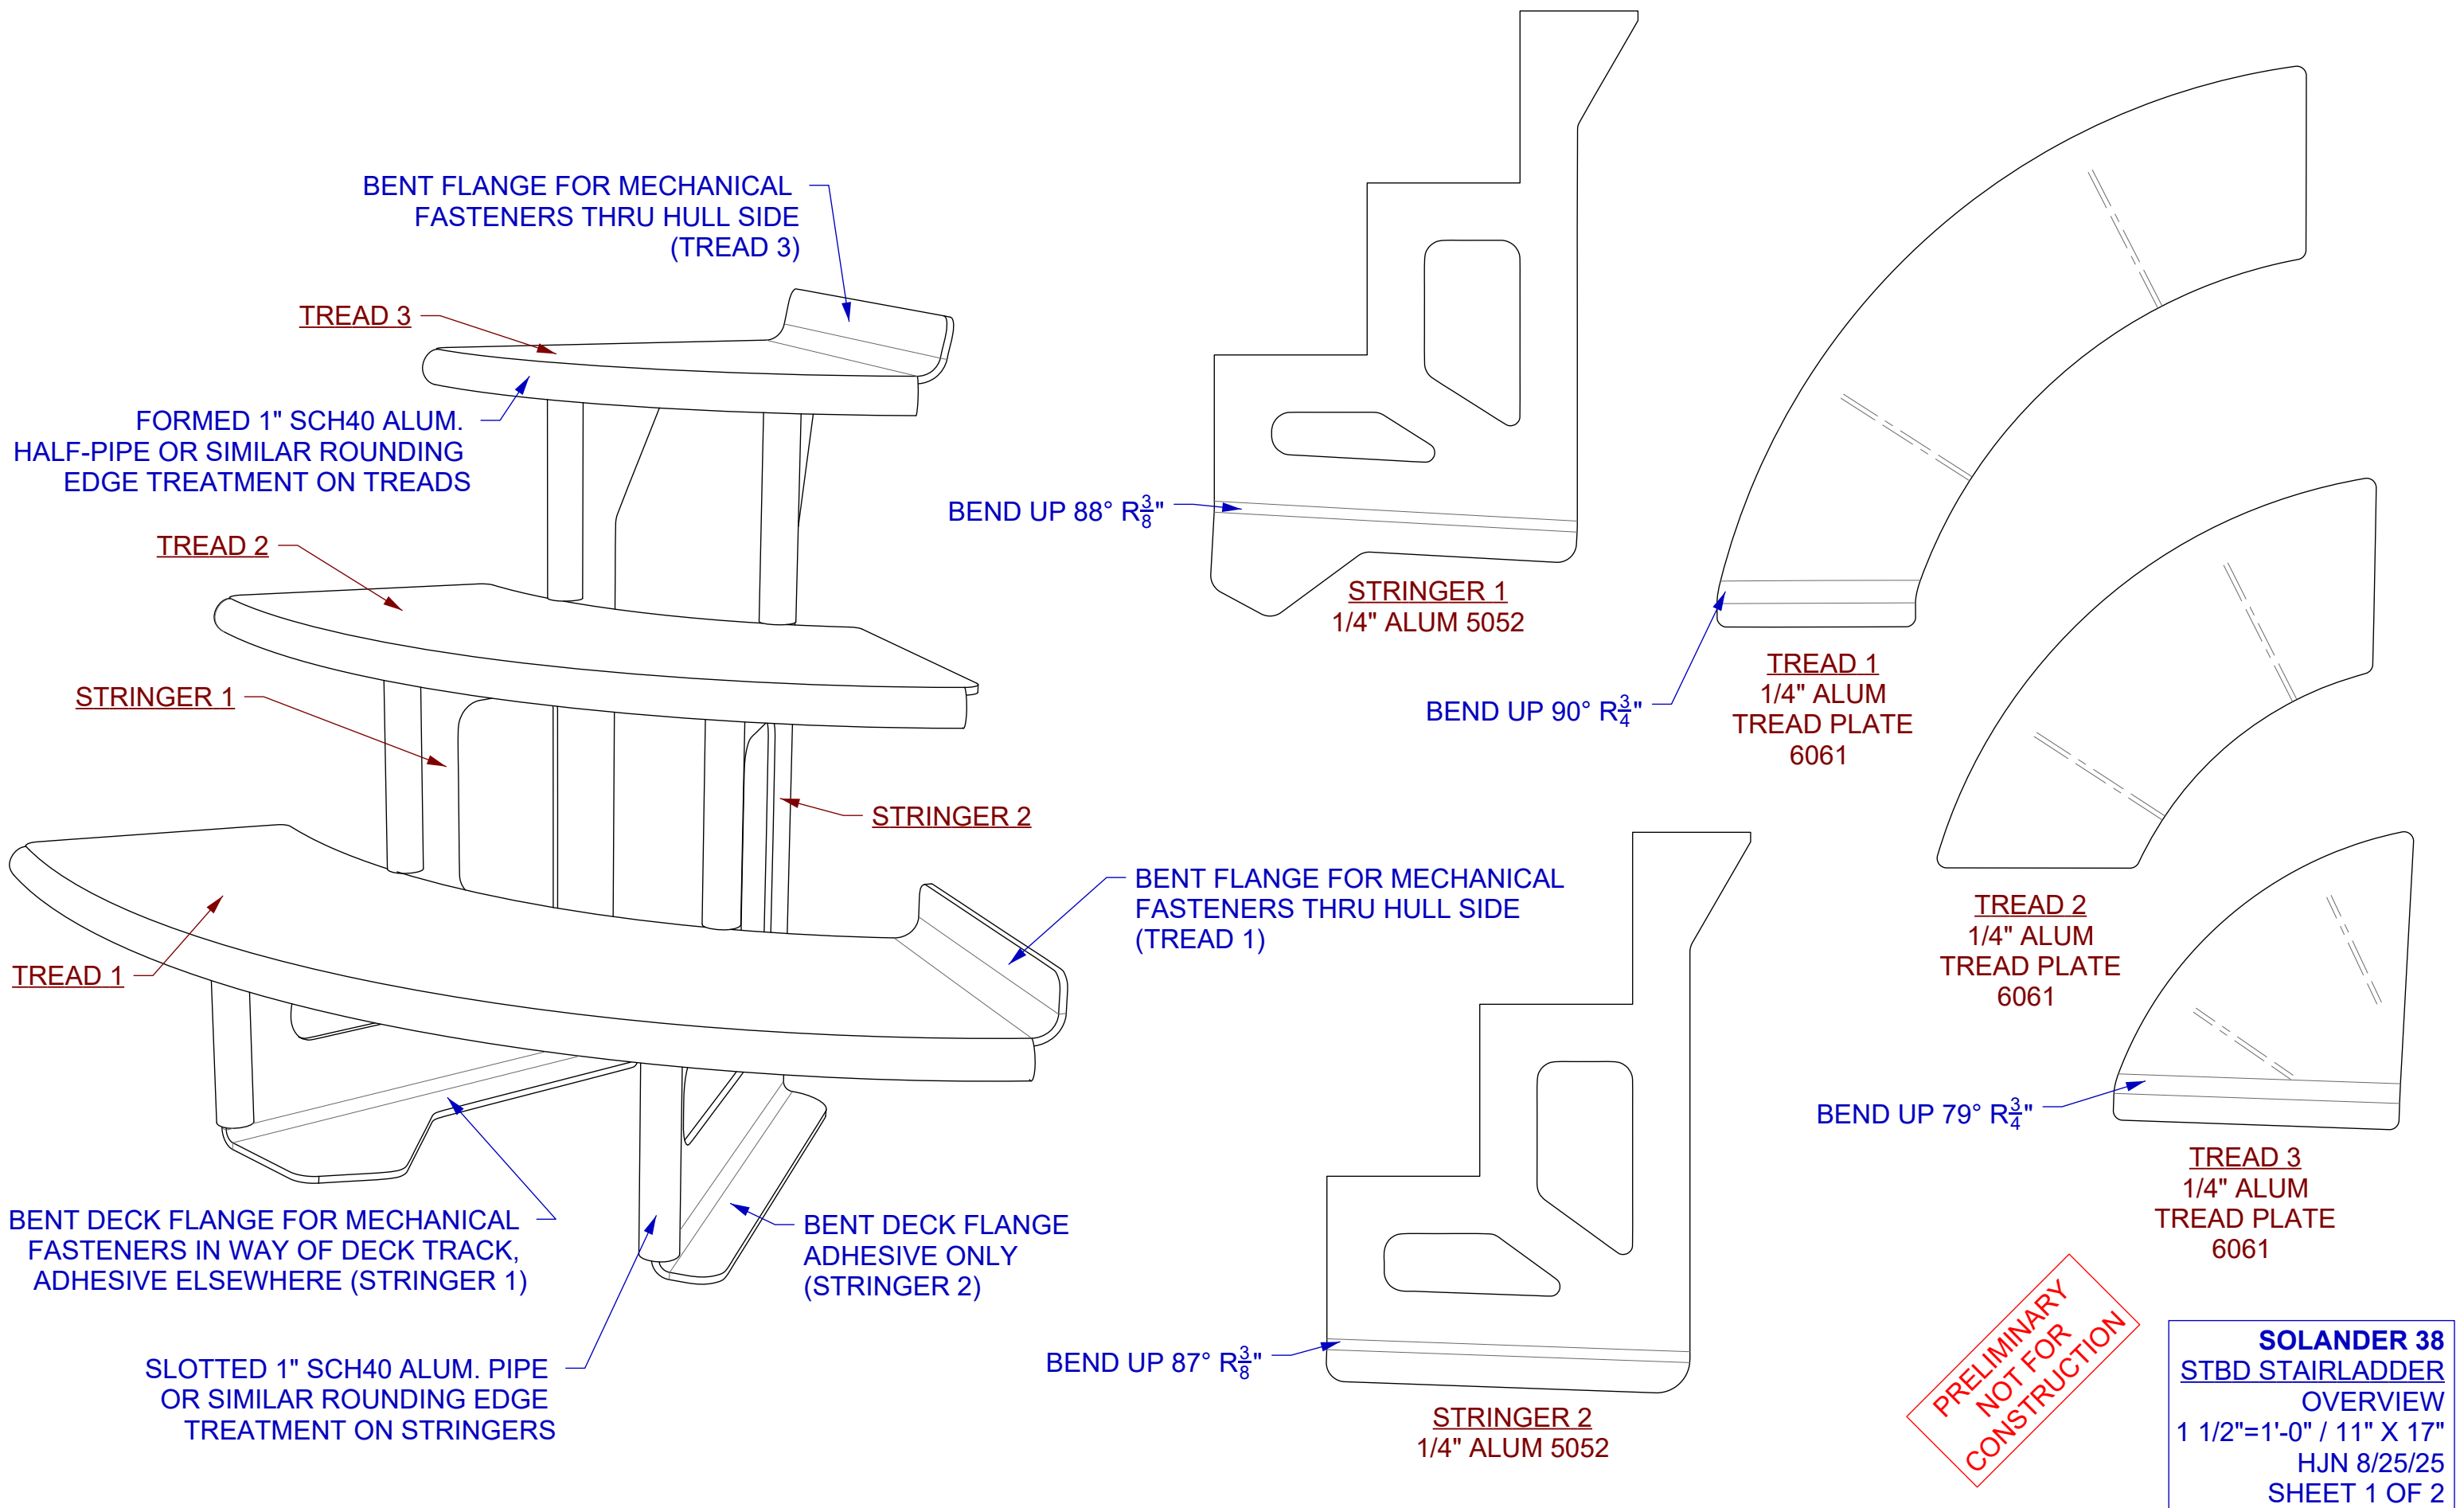 BENT FLANGE FOR MECHANICAL
FASTENERS THRU HULL SIDE
(TREAD 3)
TREAD 3
FORMED 1" SCH40 ALUM.
HALF-PIPE OR SIMILAR ROUNDING
EDGE TREATMENT ON TREADS
TREAD 2
STRINGER 1
STRINGER 2
BENT FLANGE FOR MECHANICAL
FASTENERS THRU HULL SIDE
(TREAD 1)
TREAD 1
BENT DECK FLANGE FOR MECHANICAL
FASTENERS IN WAY OF DECK TRACK,
ADHESIVE ELSEWHERE (STRINGER 1)
BENT DECK FLANGE
ADHESIVE ONLY
(STRINGER 2)
SLOTTED 1" SCH40 ALUM. PIPE
OR SIMILAR ROUNDING EDGE
TREATMENT ON STRINGERS
BEND UP 88° R3/8"
STRINGER 1
1/4" ALUM 5052
BEND UP 90° R3/4"
TREAD 1
1/4" ALUM
TREAD PLATE
6061
TREAD 2
1/4" ALUM
TREAD PLATE
6061
BEND UP 79° R3/4"
TREAD 3
1/4" ALUM
TREAD PLATE
6061
BEND UP 87° R3/8"
STRINGER 2
1/4" ALUM 5052
PRELIMINARY
NOT FOR
CONSTRUCTION
SOLANDER 38
STBD STAIRLADDER
OVERVIEW
1 1/2"=1'-0" / 11" X 17"
HJN 8/25/25
SHEET 1 OF 2